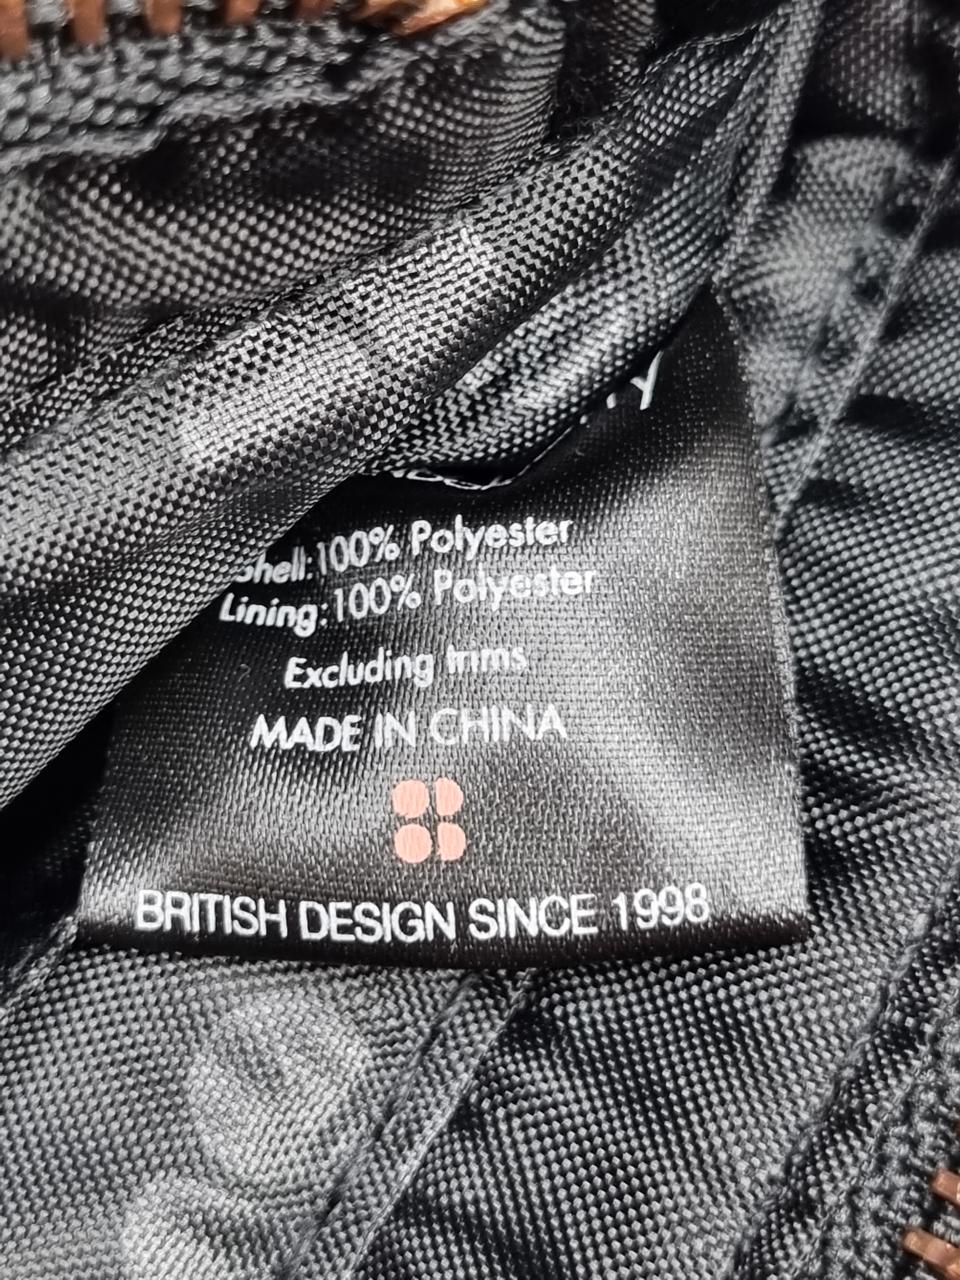 Shell:100% Polyester
Lining:100% Polyester
Excluding trims
MADE IN CHINA
BRITISH DESIGN SINCE 1998